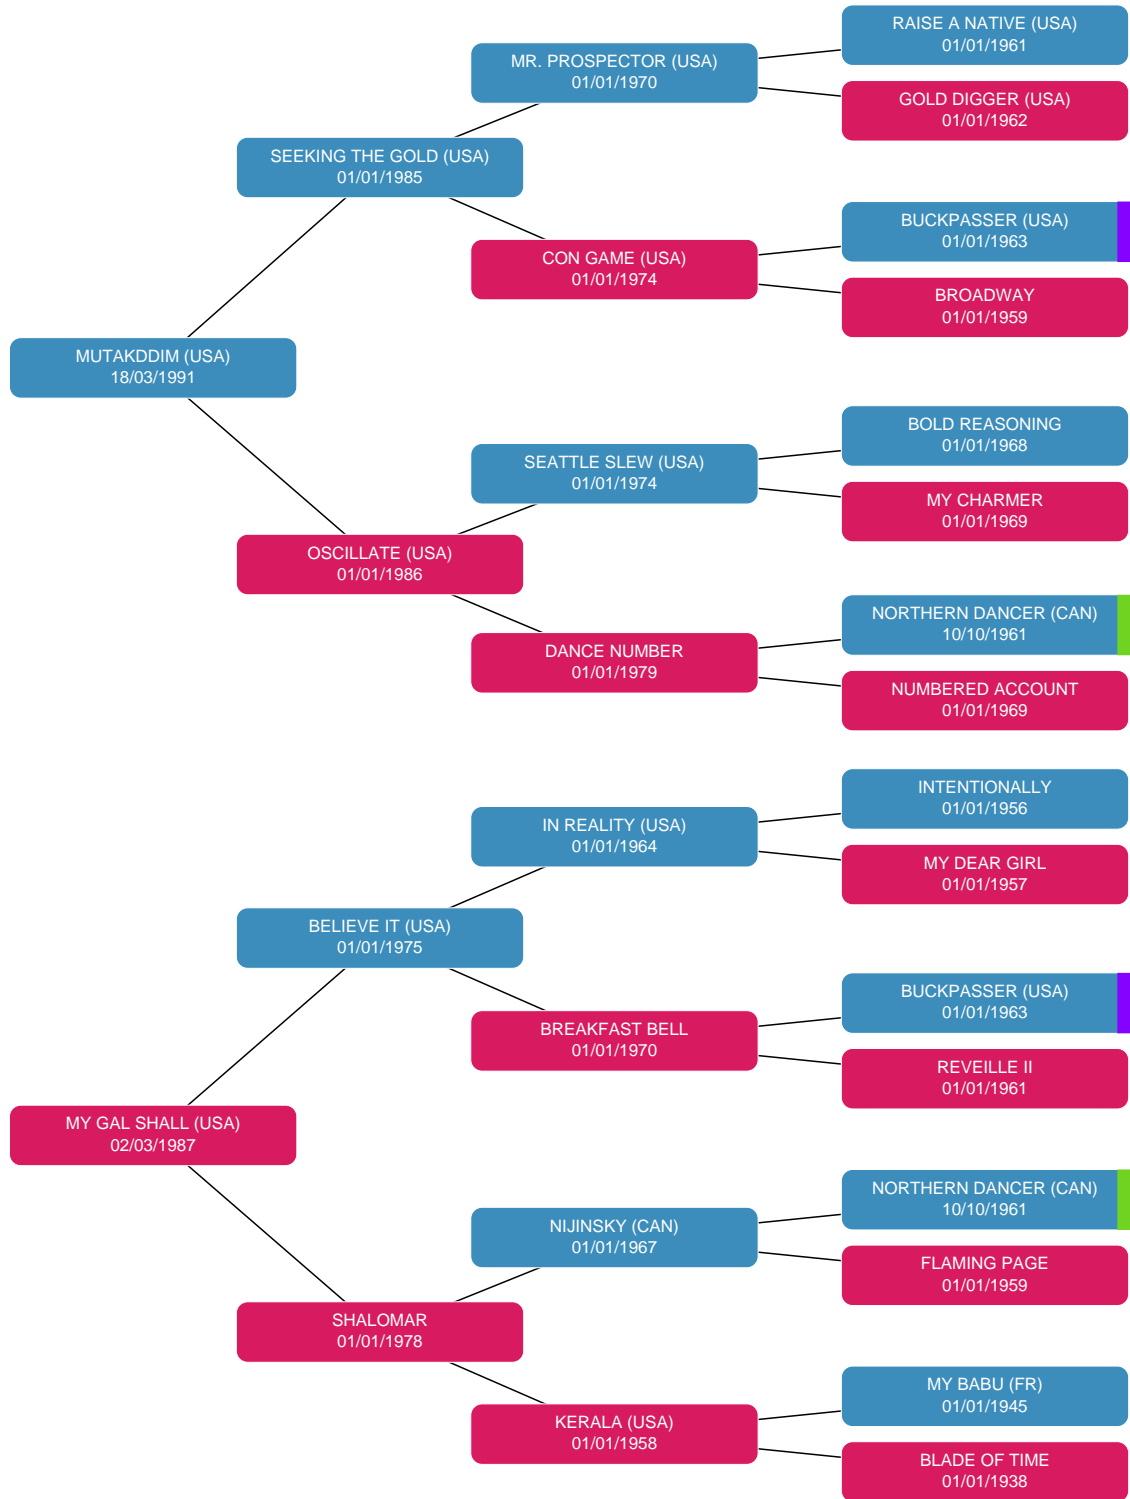 RAISE A NATIVE (USA)
01/01/1961
MR. PROSPECTOR (USA)
01/01/1970
GOLD DIGGER (USA)
01/01/1962
SEEKING THE GOLD (USA)
01/01/1985
BUCKPASSER (USA)
01/01/1963
CON GAME (USA)
01/01/1974
BROADWAY
01/01/1959
MUTAKDDIM (USA)
18/03/1991
BOLD REASONING
01/01/1968
SEATTLE SLEW (USA)
01/01/1974
MY CHARMER
01/01/1969
OSCILLATE (USA)
01/01/1986
NORTHERN DANCER (CAN)
10/10/1961
DANCE NUMBER
01/01/1979
NUMBERED ACCOUNT
01/01/1969
INTENTIONALLY
01/01/1956
IN REALITY (USA)
01/01/1964
MY DEAR GIRL
01/01/1957
BELIEVE IT (USA)
01/01/1975
BUCKPASSER (USA)
01/01/1963
BREAKFAST BELL
01/01/1970
REVEILLE II
01/01/1961
MY GAL SHALL (USA)
02/03/1987
NORTHERN DANCER (CAN)
10/10/1961
NIJINSKY (CAN)
01/01/1967
FLAMING PAGE
01/01/1959
SHALOMAR
01/01/1978
MY BABU (FR)
01/01/1945
KERALA (USA)
01/01/1958
BLADE OF TIME
01/01/1938